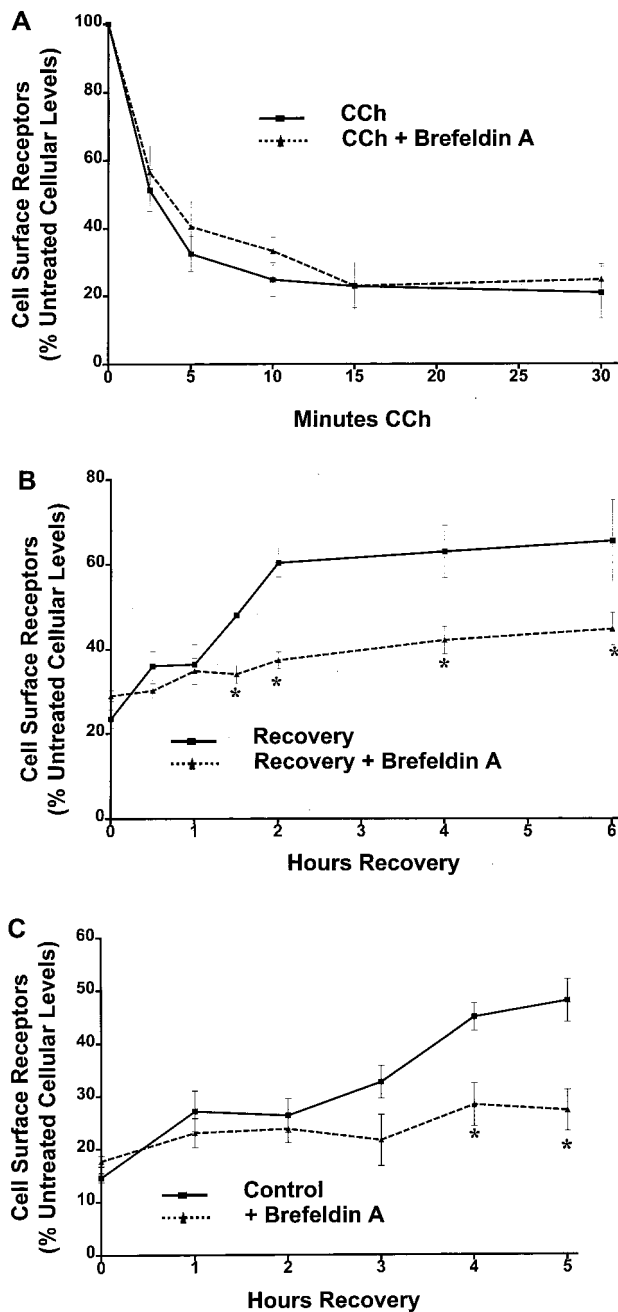 A
Cell Surface Receptors
(% Untreated Cellular Levels)
100
80
60
40
20
0
CCh
CCh + Brefeldin A
0 5 10 15 20 25 30
Minutes CCh
B
Cell Surface Receptors
(% Untreated Cellular Levels)
80
60
40
20
0
* * * *
Recovery
Recovery + Brefeldin A
0 1 2 3 4 5 6
Hours Recovery
C
Cell Surface Receptors
(% Untreated Cellular Levels)
60
50
40
30
20
10
0
* *
Control
+ Brefeldin A
0 1 2 3 4 5
Hours Recovery